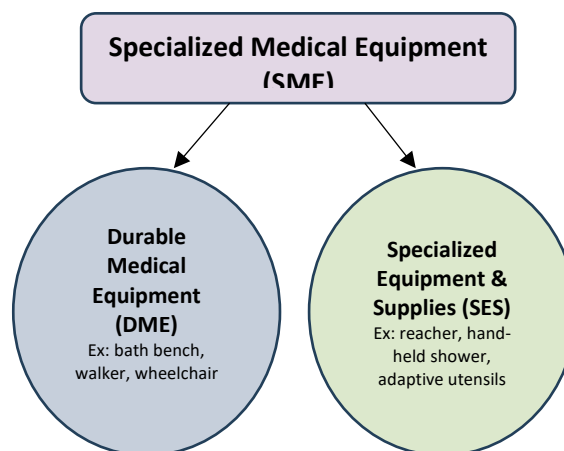 Specialized Medical Equipment
(SME)
Durable
Medical
Equipment
(DME)
Ex: bath bench,
walker, wheelchair
Specialized
Equipment &
Supplies (SES)
Ex: reacher, hand-
held shower,
adaptive utensils